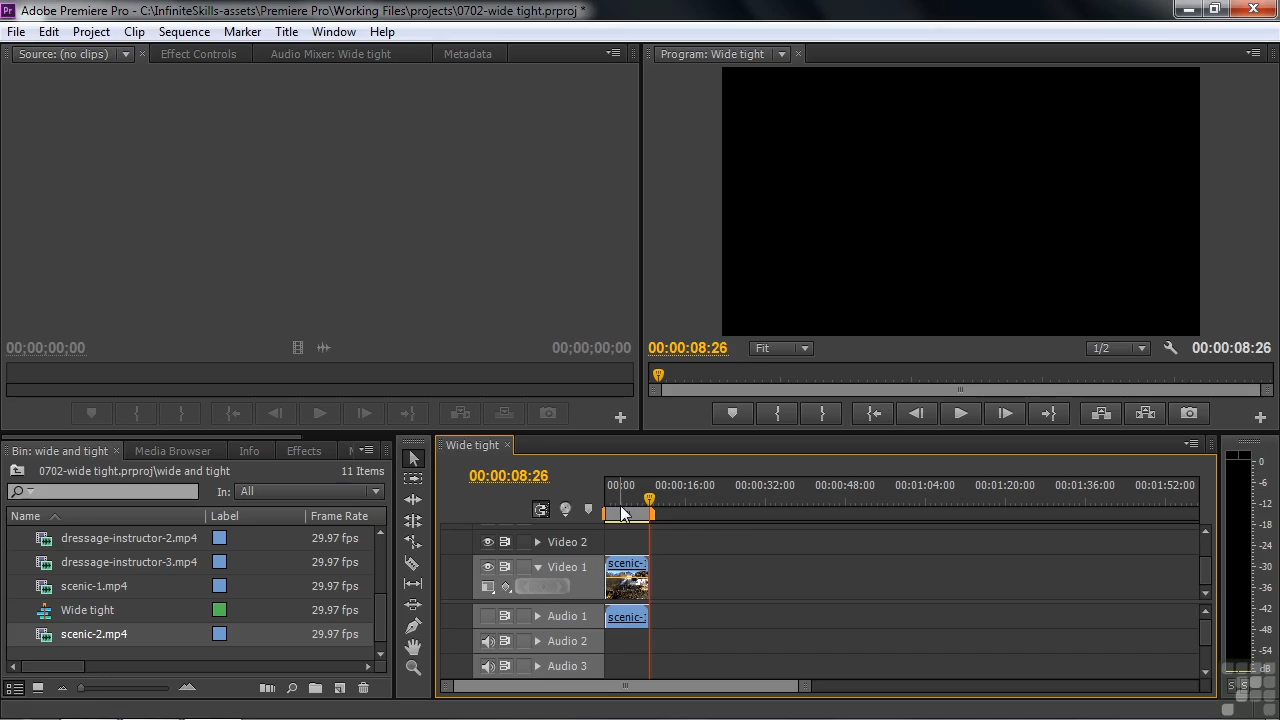 Pr Adobe Premiere Pro - C:\InfiniteSkills-assets\Premiere Pro\Working Files\projects\0702-wide tight.prproj *
File Edit Project Clip Sequence Marker Title Window Help
Source: (no clips) Effect Controls Audio Mixer: Wide tight Metadata
Program: Wide tight
00;00;00;00 00;00;00;00
00:00:08:26 Fit 1/2 00:00:08:26
Bin: wide and tight Media Browser Info Effects
0702-wide tight.prproj\wide and tight 11 Items
In: All
Name Label Frame Rate
dressage-instructor-2.mp4 29.97 fps
dressage-instructor-3.mp4 29.97 fps
scenic-1.mp4 29.97 fps
Wide tight 29.97 fps
scenic-2.mp4 29.97 fps
Wide tight
00:00:08:26
00:00 00:00:16:00 00:00:32:00 00:00:48:00 00:01:04:00 00:01:20:00 00:01:36:00 00:01:52:00
Video 2
Video 1 scenic-
Audio 1 scenic-
Audio 2
Audio 3
0
-6
-12
-18
-24
-30
-36
-42
-48
-54
dB
S S